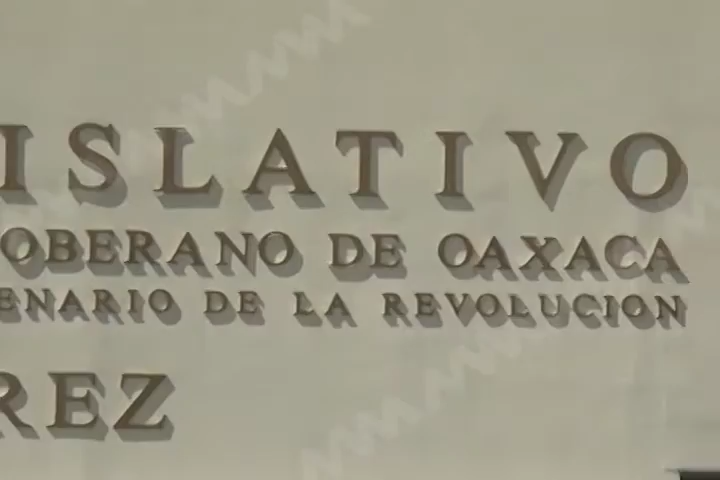 ISLATIVO
OBERANO DE OAXACA
ENARIO DE LA REVOLUCION
REZ